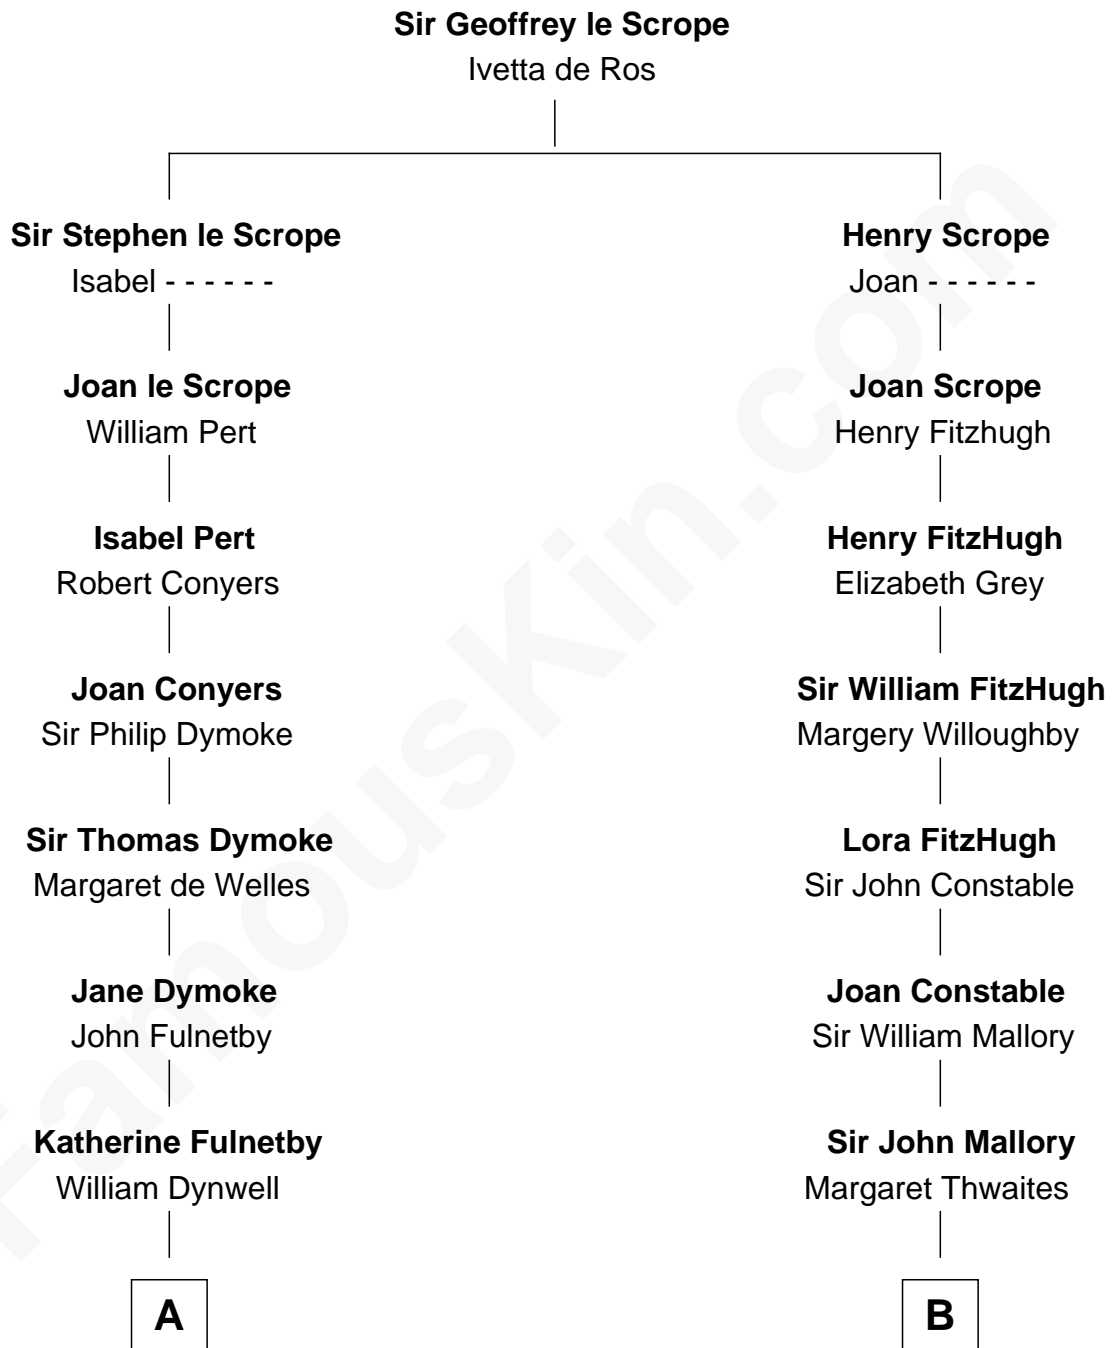 Sir Geoffrey le Scrope
Ivetta de Ros
Sir Stephen le Scrope
Isabel - - - - - -
Joan le Scrope
William Pert
Isabel Pert
Robert Conyers
Joan Conyers
Sir Philip Dymoke
Sir Thomas Dymoke
Margaret de Welles
Jane Dymoke
John Fulnetby
Katherine Fulnetby
William Dynwell
A
Henry Scrope
Joan - - - - - -
Joan Scrope
Henry Fitzhugh
Henry FitzHugh
Elizabeth Grey
Sir William FitzHugh
Margery Willoughby
Lora FitzHugh
Sir John Constable
Joan Constable
Sir William Mallory
Sir John Mallory
Margaret Thwaites
B
FamousKin.com